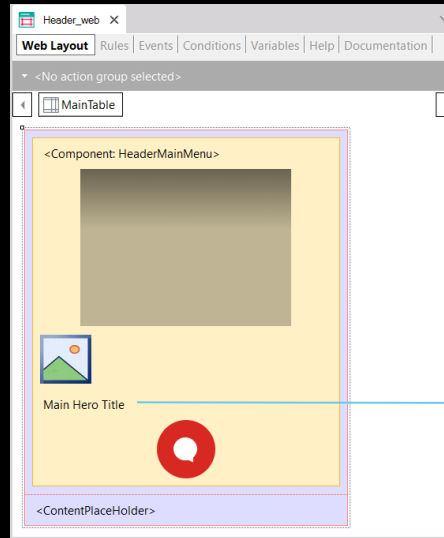 Header_web
Web Layout Rules Events Conditions Variables Help Documentation
<No action group selected>
MainTable
<Component: HeaderMainMenu>
Main Hero Title
<ContentPlaceHolder>